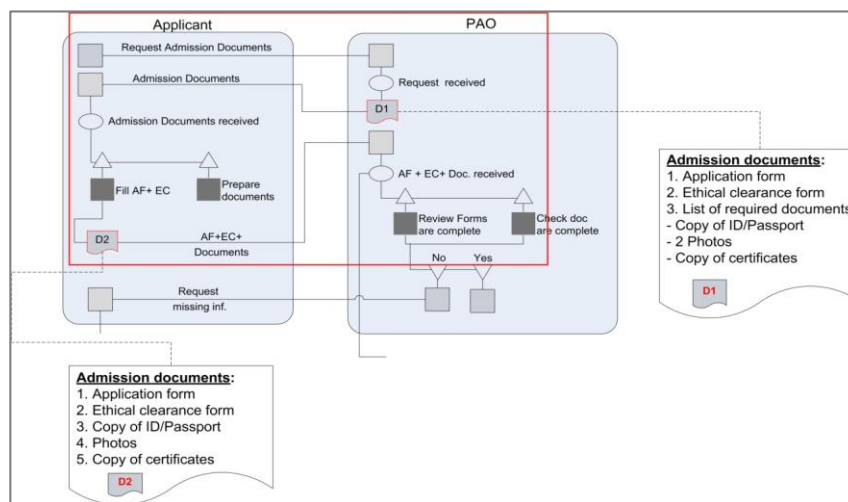 Applicant
PAO
Request Admission Documents
Admission Documents
Request received
D1
Admission Documents received
AF + EC+ Doc. received
Fill AF+ EC
Prepare
documents
Review Forms
are complete
Check doc
are complete
D2
AF+EC+
Documents
No
Yes
Request
missing inf.
Admission documents:
1. Application form
2. Ethical clearance form
3. List of required documents
- Copy of ID/Passport
- 2 Photos
- Copy of certificates
D1
Admission documents:
1. Application form
2. Ethical clearance form
3. Copy of ID/Passport
4. Photos
5. Copy of certificates
D2